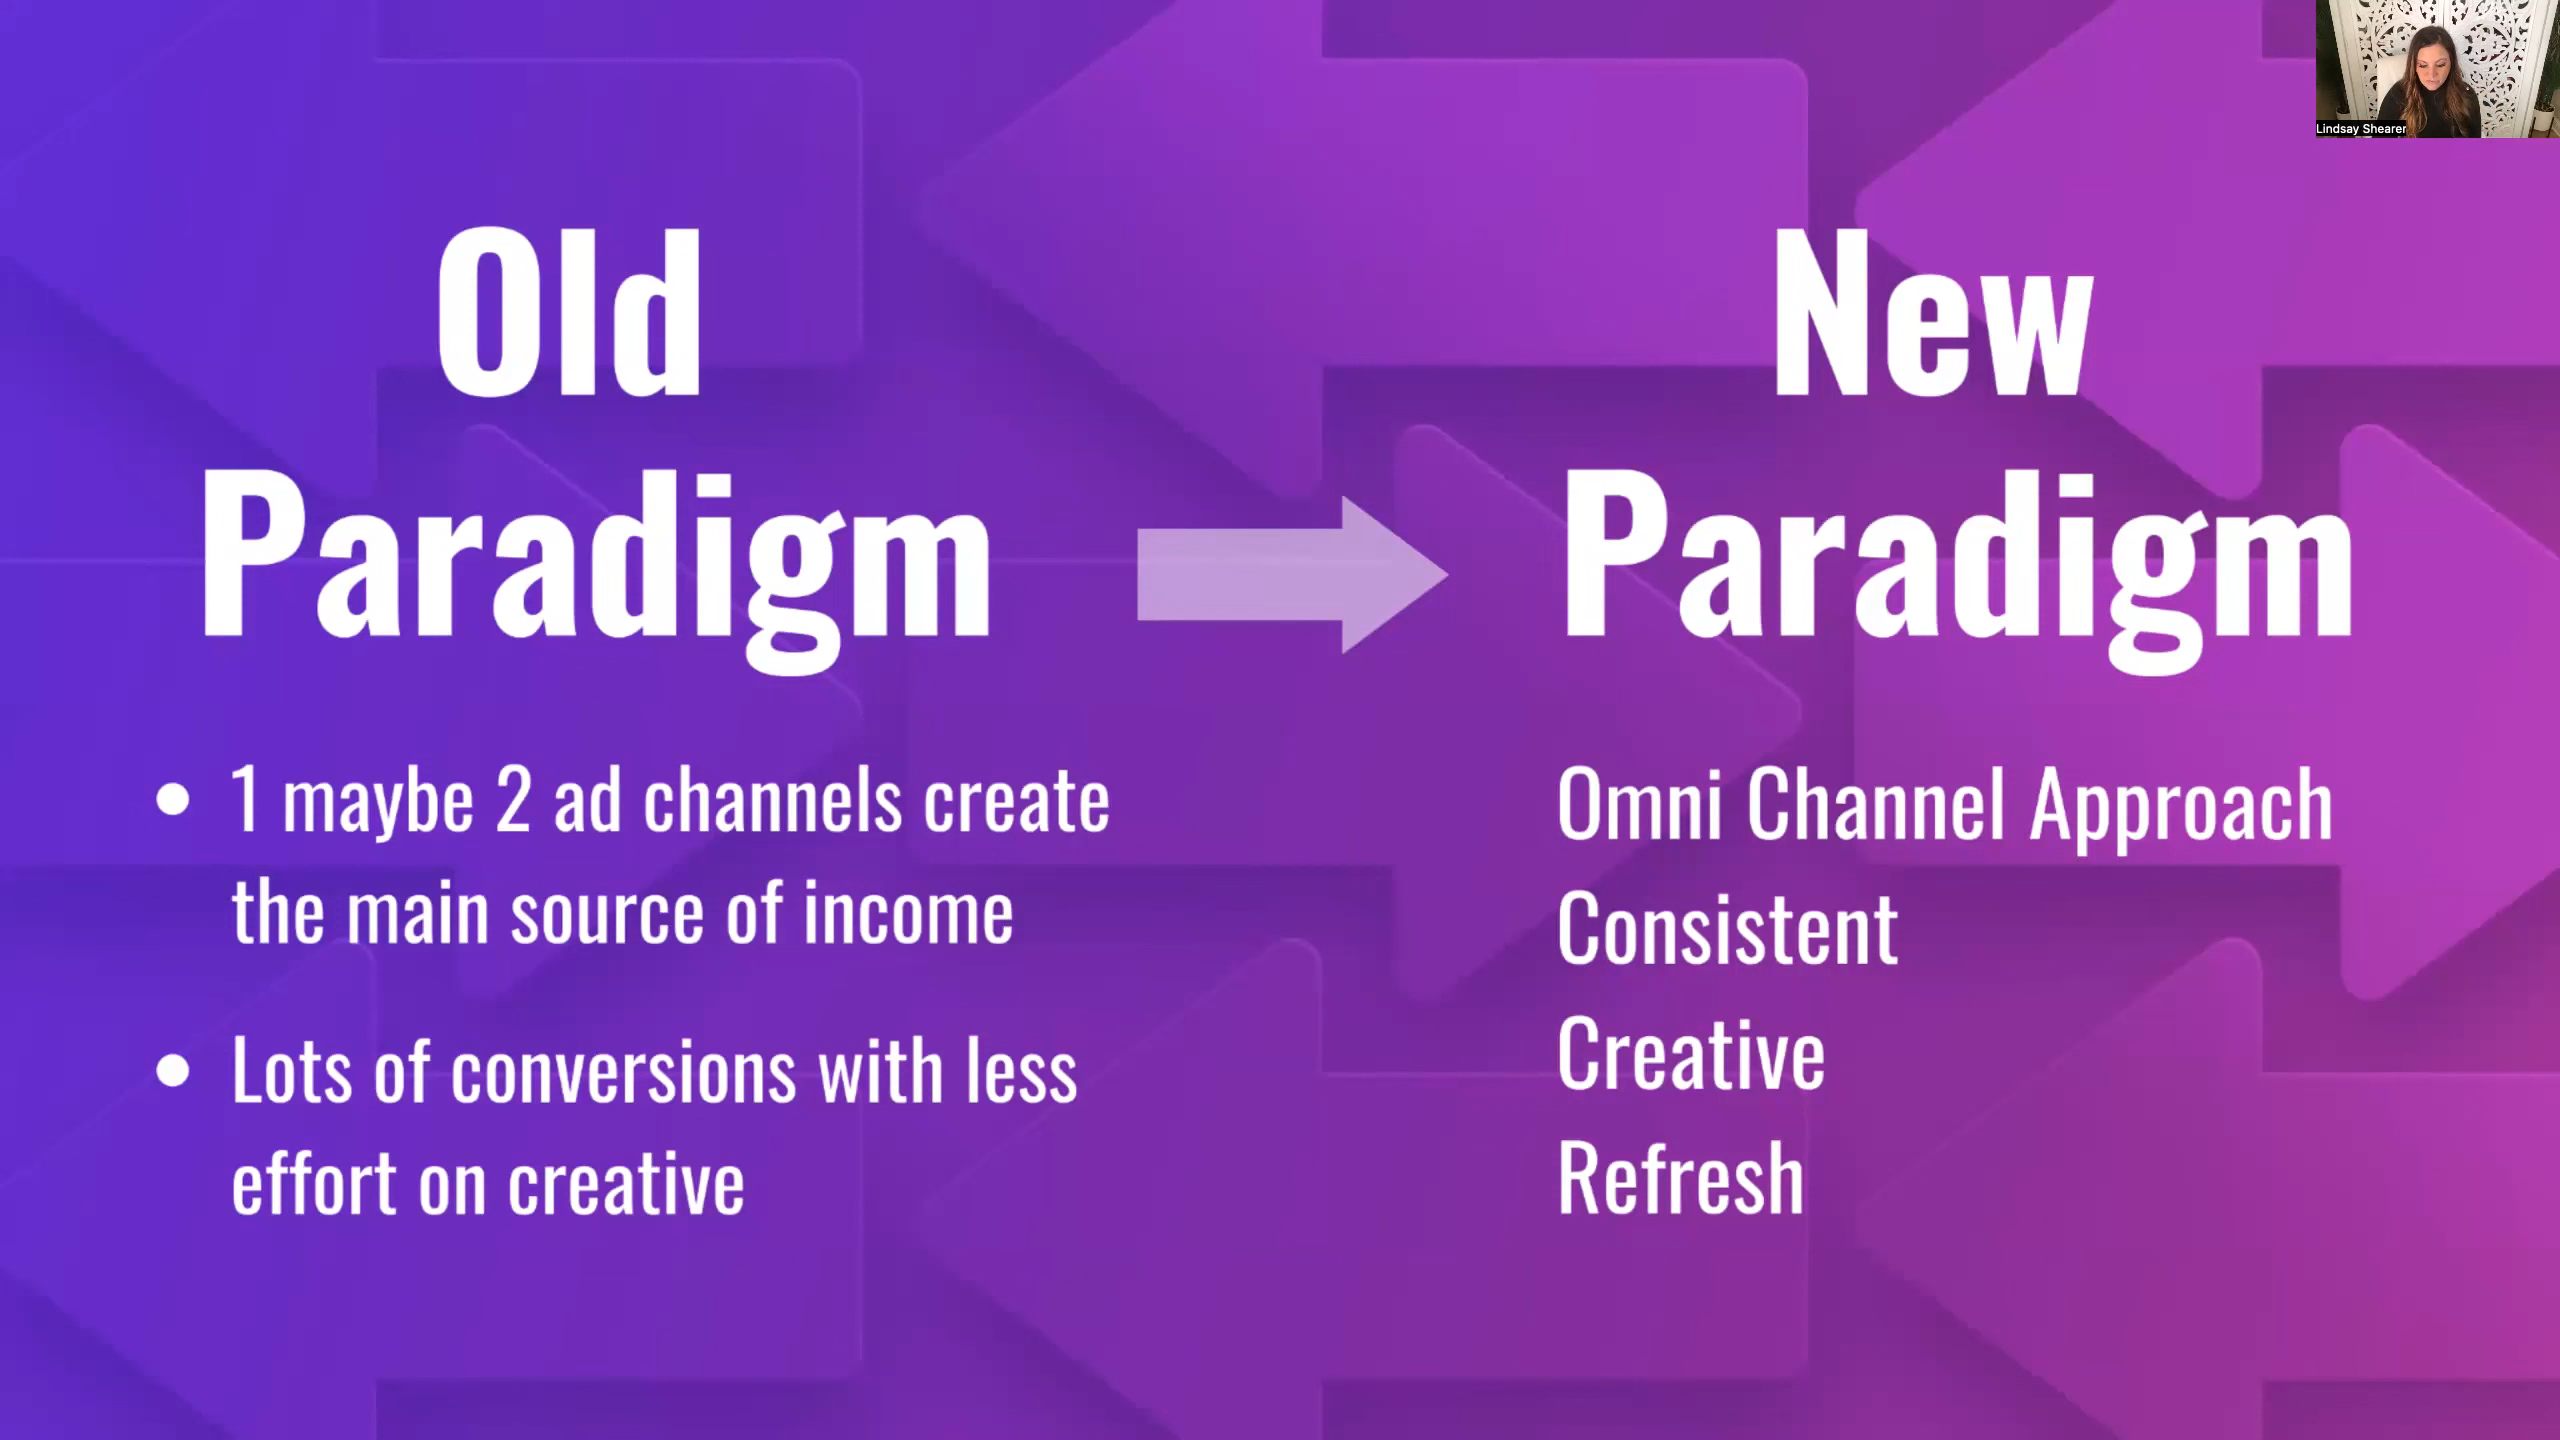 Lindsay Shearer
Old
Paradigm
1 maybe 2 ad channels create
the main source of income
Lots of conversions with less
effort on creative
New
Paradigm
Omni Channel Approach
Consistent
Creative
Refresh